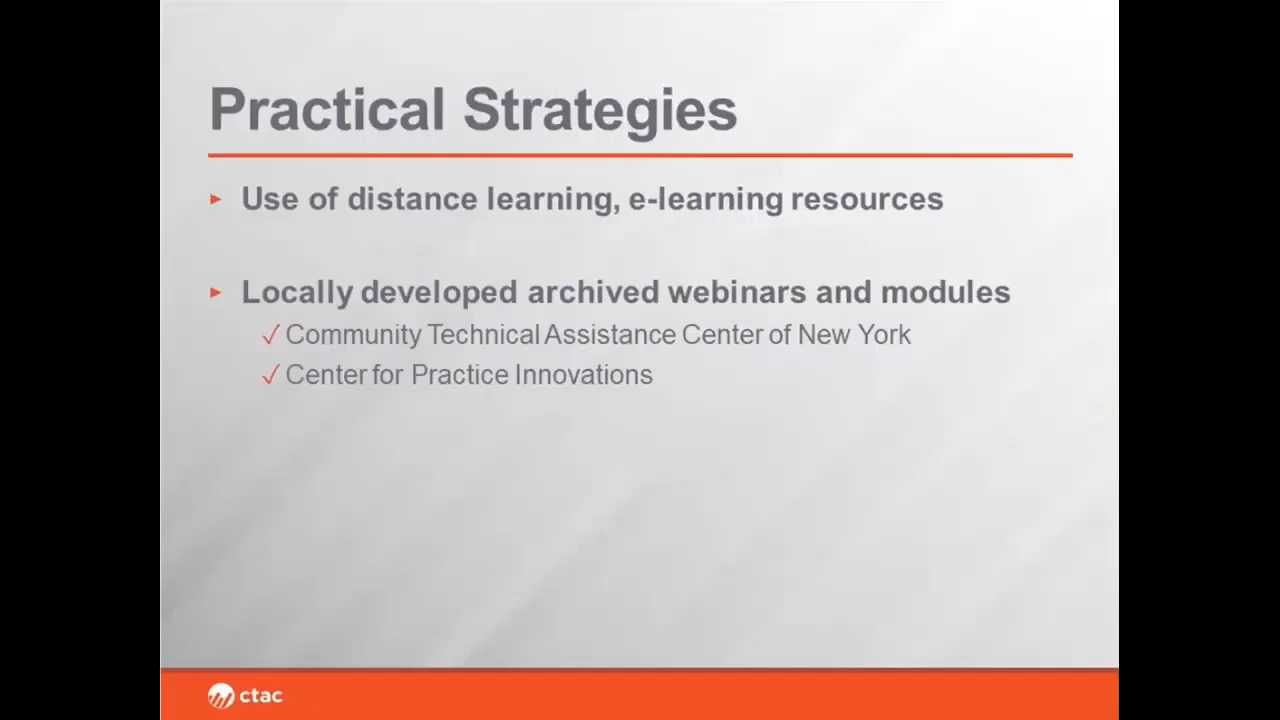 Practical Strategies
Use of distance learning, e-learning resources
Locally developed archived webinars and modules
✓ Community Technical Assistance Center of New York
✓ Center for Practice Innovations
ctac